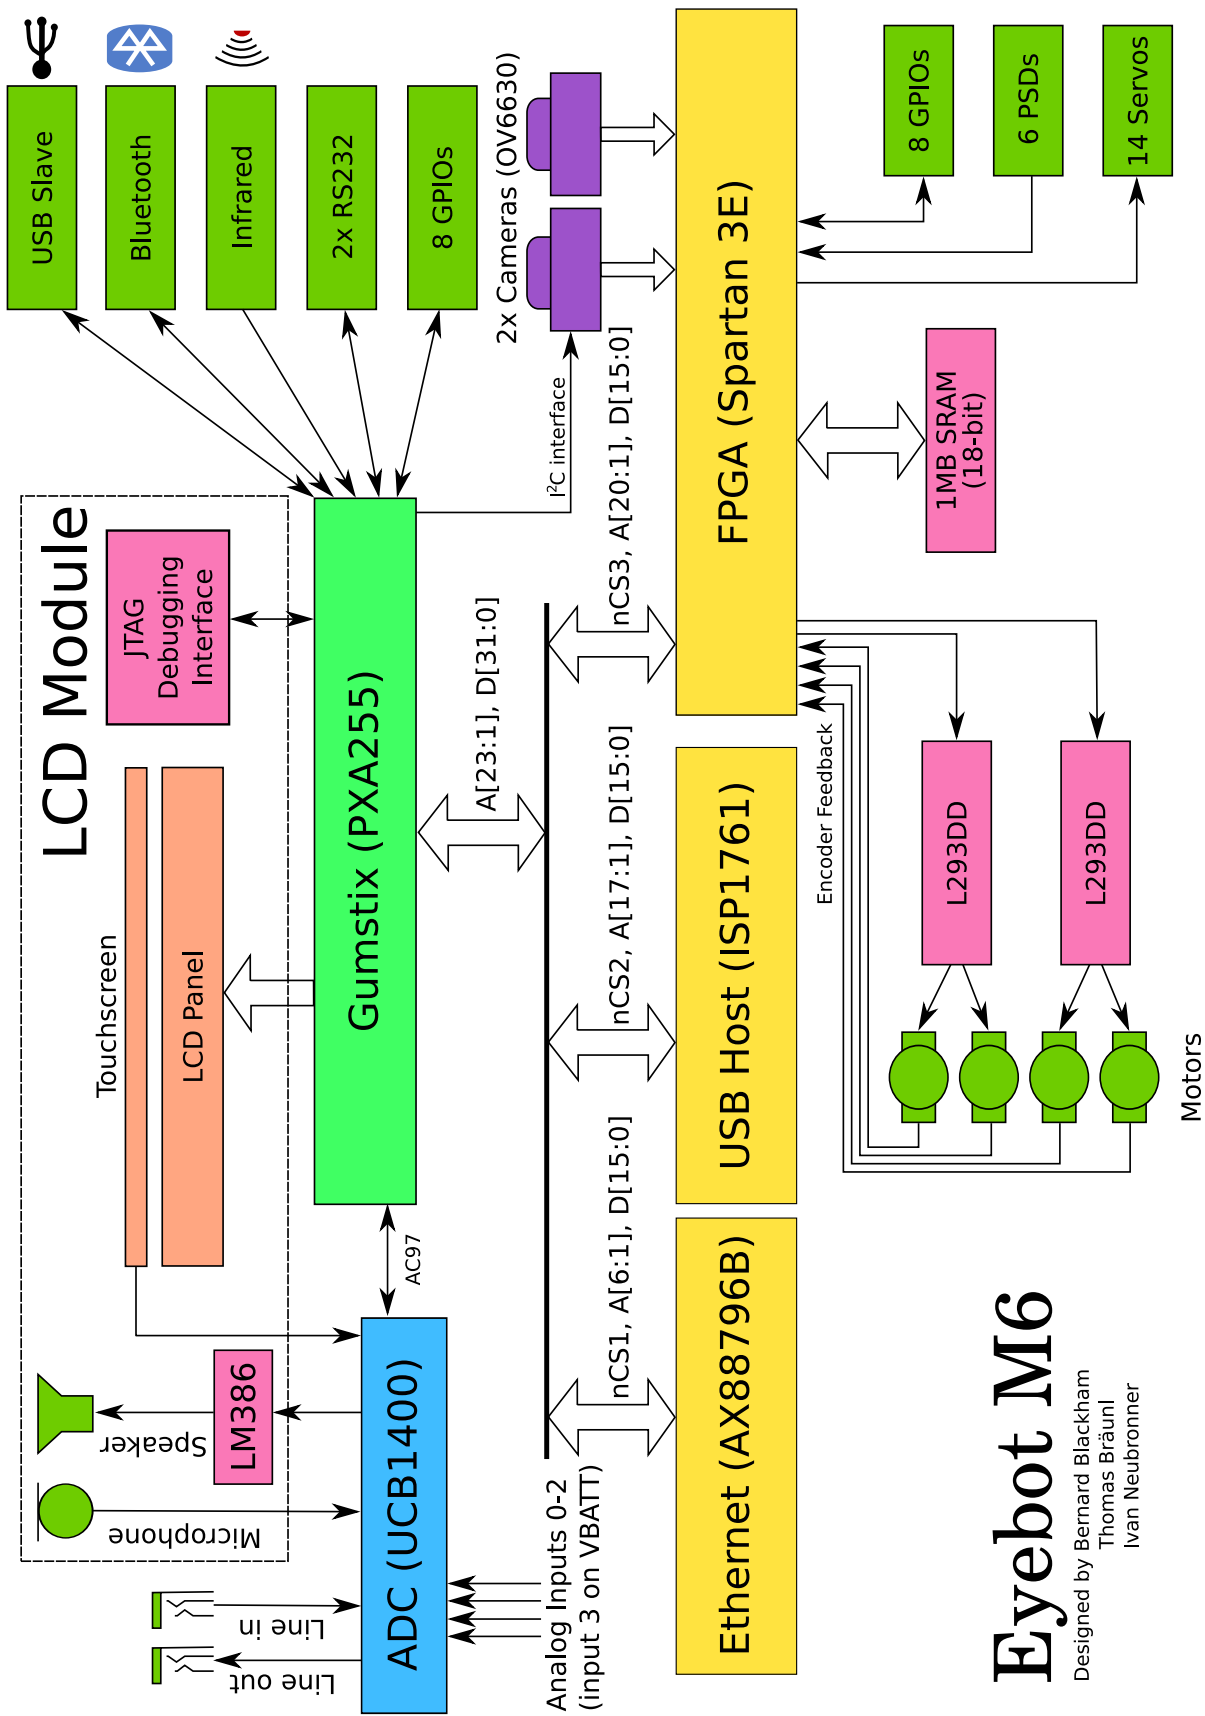 Eyebot M6
Designed by Bernard Blackham
Thomas Bräunl
Ivan Neubronner
LCD Module
Touchscreen
LCD Panel
JTAG
Debugging
Interface
Speaker
LM386
Microphone
Line in
Line out
USB Slave
Bluetooth
Infrared
2x RS232
8 GPIOs
Gumstix (PXA255)
AC97
ADC (UCB1400)
Analog Inputs 0-2
(input 3 on VBATT)
A[23:1], D[31:0]
I²C interface
2x Cameras (OV6630)
nCS1, A[6:1], D[15:0]
nCS2, A[17:1], D[15:0]
nCS3, A[20:1], D[15:0]
Ethernet (AX88796B)
USB Host (ISP1761)
FPGA (Spartan 3E)
Encoder Feedback
L293DD
L293DD
Motors
1MB SRAM
(18-bit)
8 GPIOs
6 PSDs
14 Servos